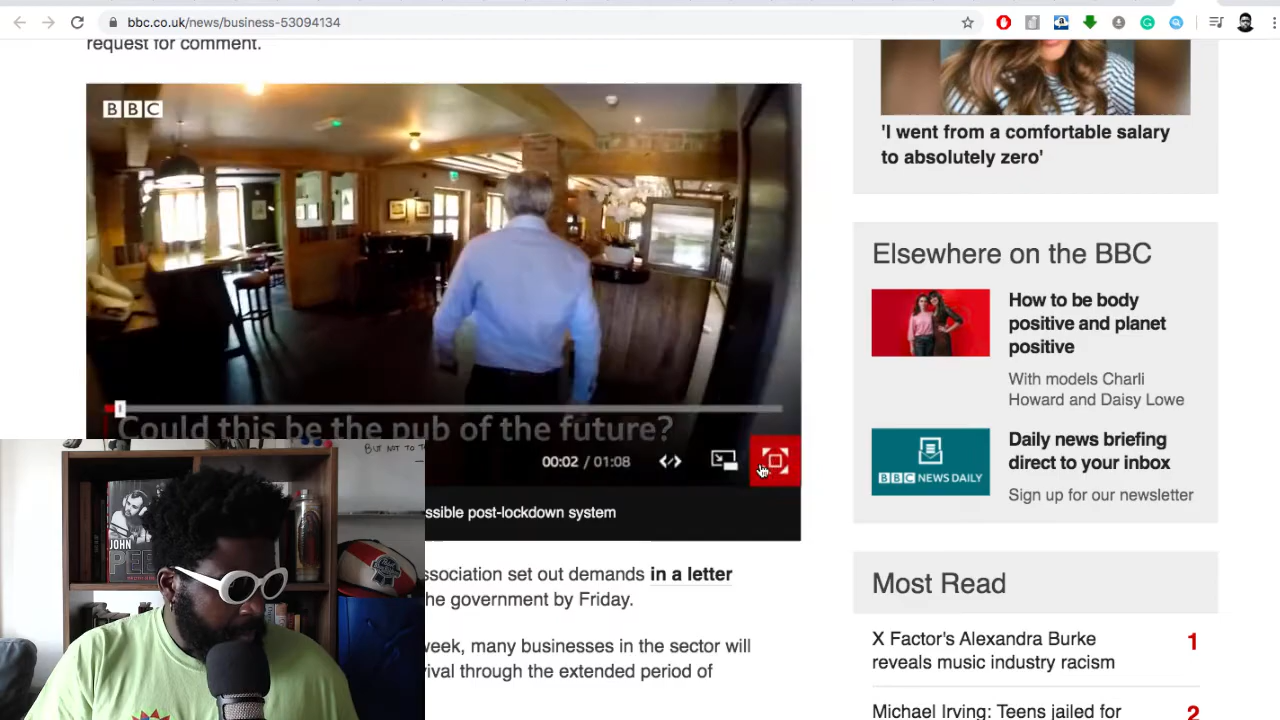 bbc.co.uk/news/business-53094134
request for comment.
BBC
Could this be the pub of the future?
00:02 / 01:08
ssible post-lockdown system
ssociation set out demands in a letter
he government by Friday.
week, many businesses in the sector will
vival through the extended period of
'I went from a comfortable salary
to absolutely zero'
Elsewhere on the BBC
How to be body
positive and planet
positive
With models Charli
Howard and Daisy Lowe
BBC NEWS DAILY
Daily news briefing
direct to your inbox
Sign up for our newsletter
Most Read
X Factor's Alexandra Burke
reveals music industry racism
1
Michael Irving: Teens jailed for
2
BUT NOT TO
JOHN
PEE